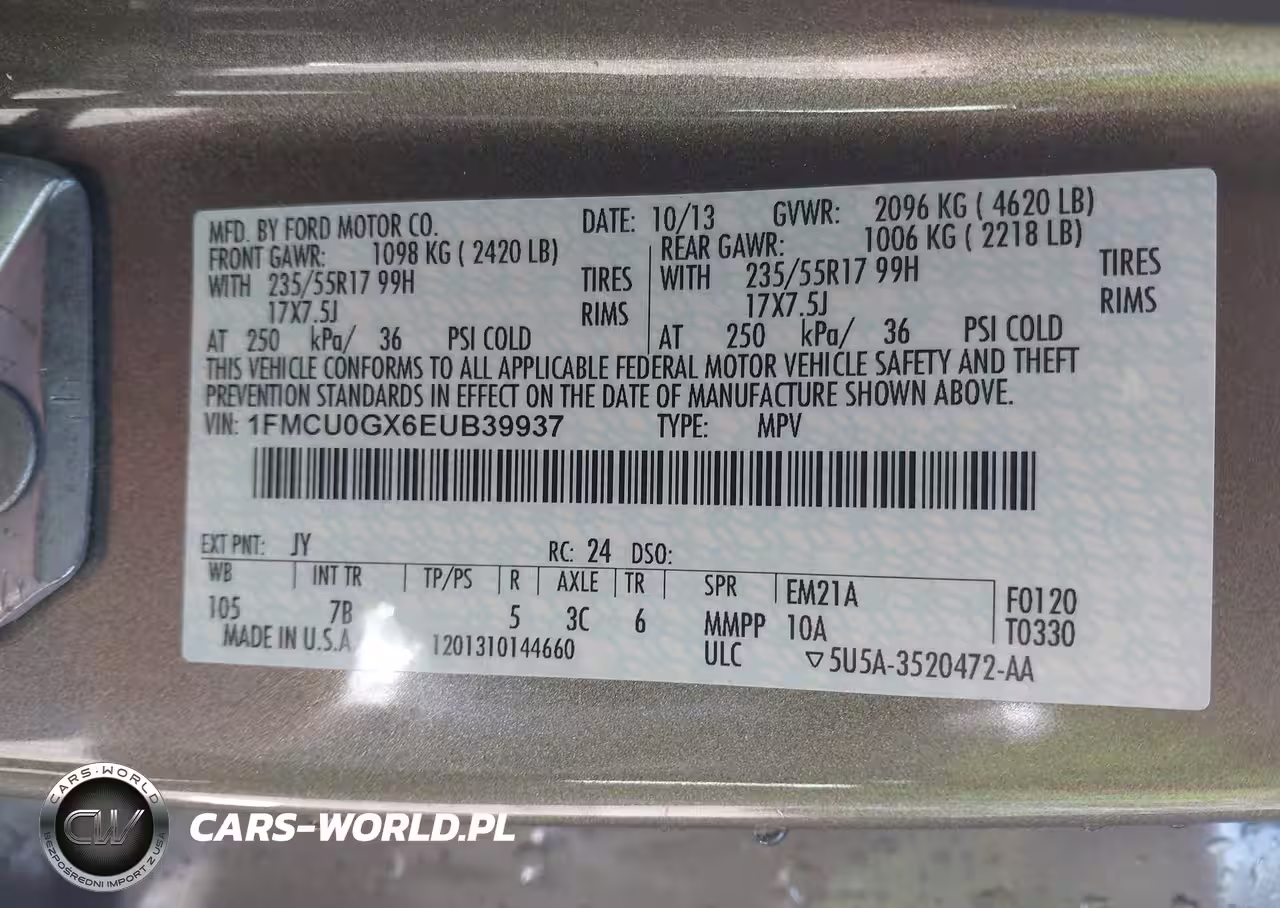 MFD. BY FORD MOTOR CO. DATE: 10/13 GVWR: 2096 KG ( 4620 LB)
FRONT GAWR: 1098 KG ( 2420 LB) REAR GAWR: 1006 KG ( 2218 LB)
WITH 235/55R17 99H TIRES WITH 235/55R17 99H TIRES
17X7.5J RIMS 17X7.5J RIMS
AT 250 kPa/ 36 PSI COLD AT 250 kPa/ 36 PSI COLD
THIS VEHICLE CONFORMS TO ALL APPLICABLE FEDERAL MOTOR VEHICLE SAFETY AND THEFT
PREVENTION STANDARDS IN EFFECT ON THE DATE OF MANUFACTURE SHOWN ABOVE.
VIN: 1FMCU0GX6EUB39937 TYPE: MPV
EXT PNT: JY RC: 24 DSO:
WB INT TR TP/PS R AXLE TR SPR EM21A F0120
105 7B 5 3C 6 MMPP 10A T0330
MADE IN U.S.A 1201310144660 ULC ▽5U5A-3520472-AA
CARS-WORLD
CW
BEZPOŚREDNI IMPORT Z USA
CARS-WORLD.PL